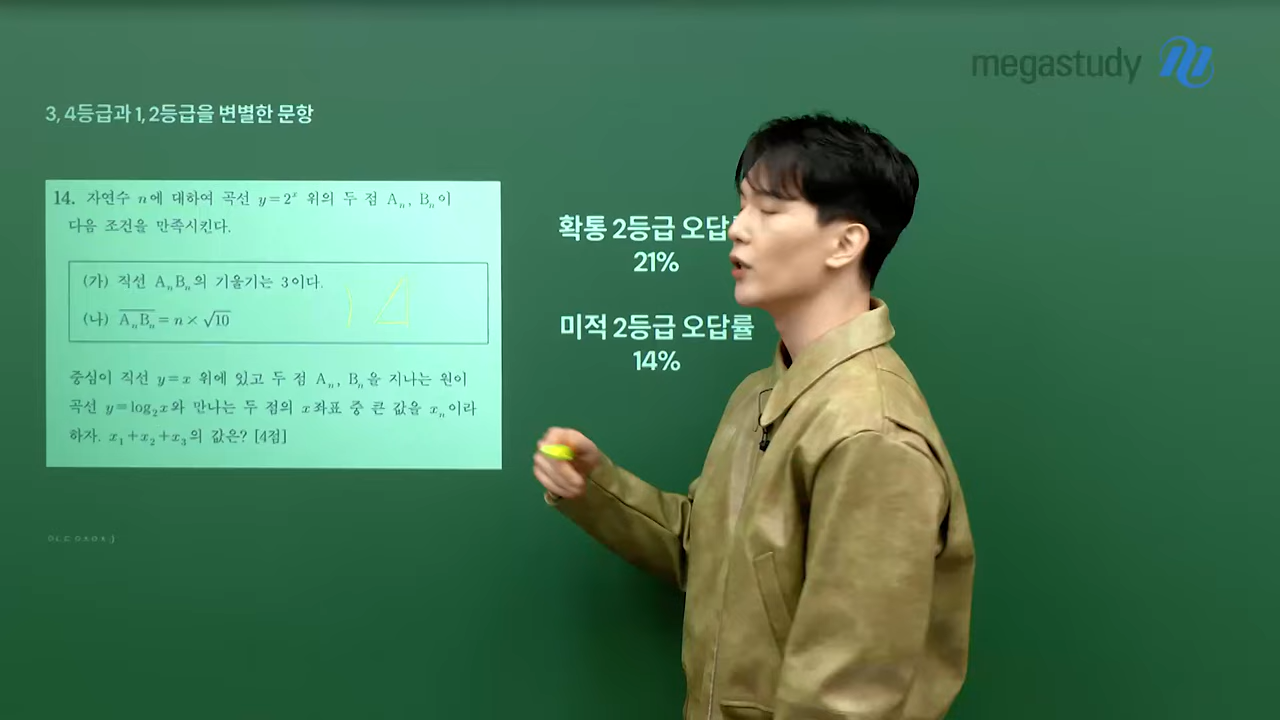 megastudy
3, 4등급과 1, 2등급을 변별한 문항
14. 자연수 n에 대하여 곡선 y=2^x 위의 두 점 A_n, B_n이
다음 조건을 만족시킨다.
(가) 직선 A_nB_n의 기울기는 3이다.
(나) \overline{A_nB_n}=n×√10
중심이 직선 y=x 위에 있고 두 점 A_n, B_n을 지나는 원이
곡선 y=log_2 x와 만나는 두 점의 x좌표 중 큰 값을 x_n이라
하자. x_1+x_2+x_3의 값은? [4점]
확통 2등급 오답
21%
미적 2등급 오답률
14%